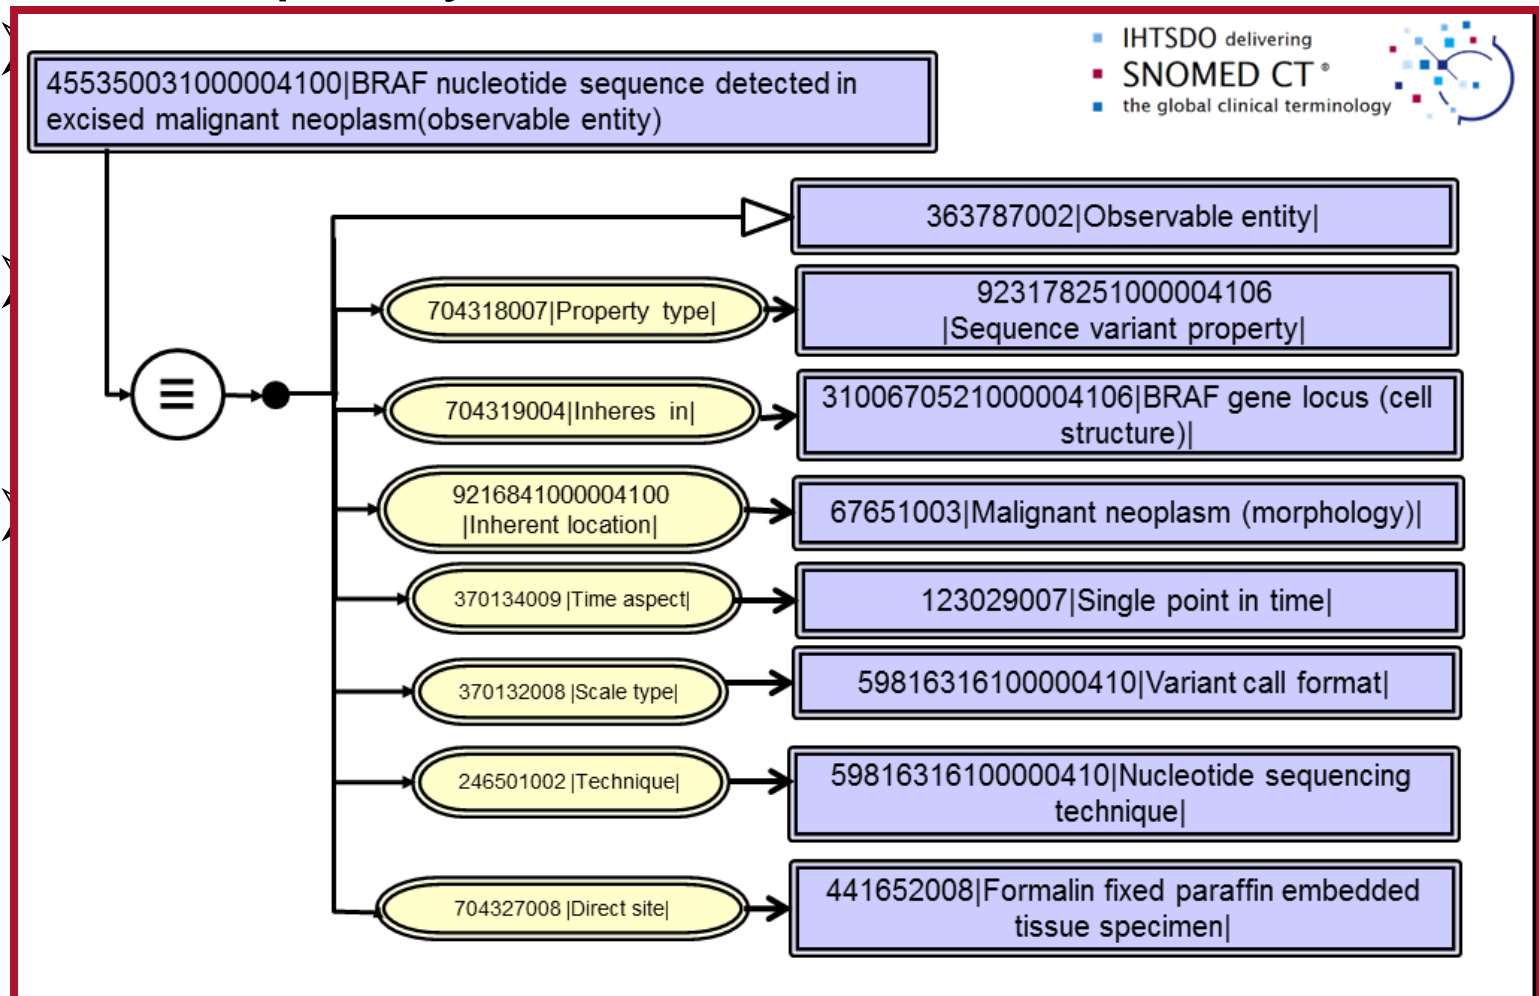 IHTSDO delivering
SNOMED CT ®
the global clinical terminology
455350031000004100|BRAF nucleotide sequence detected in
excised malignant neoplasm(observable entity)
363787002|Observable entity|
704318007|Property type|
923178251000004106
|Sequence variant property|
≡
704319004|Inheres in|
3100670521000004106|BRAF gene locus (cell
structure)|
9216841000004100
|Inherent location|
67651003|Malignant neoplasm (morphology)|
370134009 |Time aspect|
123029007|Single point in time|
370132008 |Scale type|
59816316100000410|Variant call format|
246501002 |Technique|
59816316100000410|Nucleotide sequencing
technique|
704327008 |Direct site|
441652008|Formalin fixed paraffin embedded
tissue specimen|